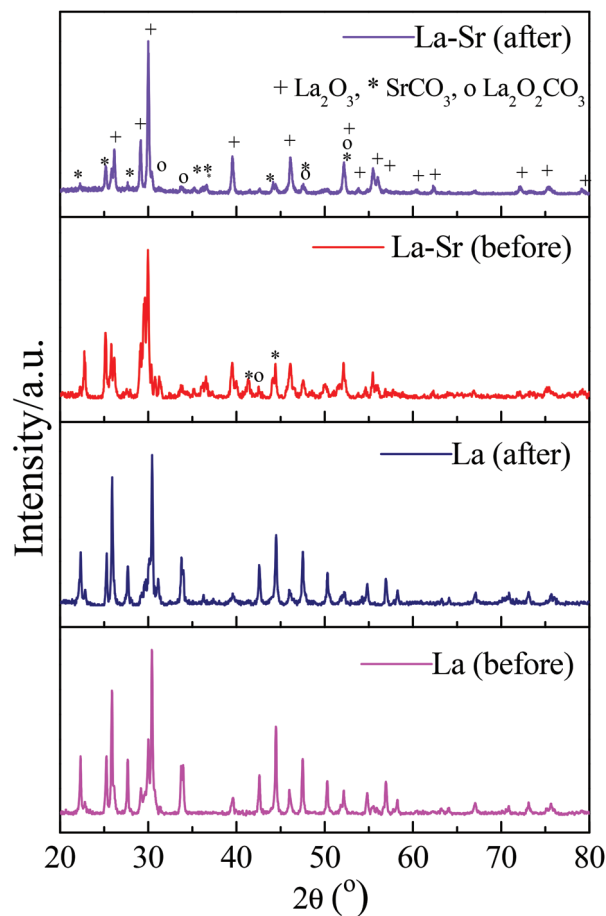 La-Sr (after)
+ La₂O₃, * SrCO₃, o La₂O₂CO₃
La-Sr (before)
La (after)
La (before)
Intensity/a.u.
20 30 40 50 60 70 80
2θ (°)